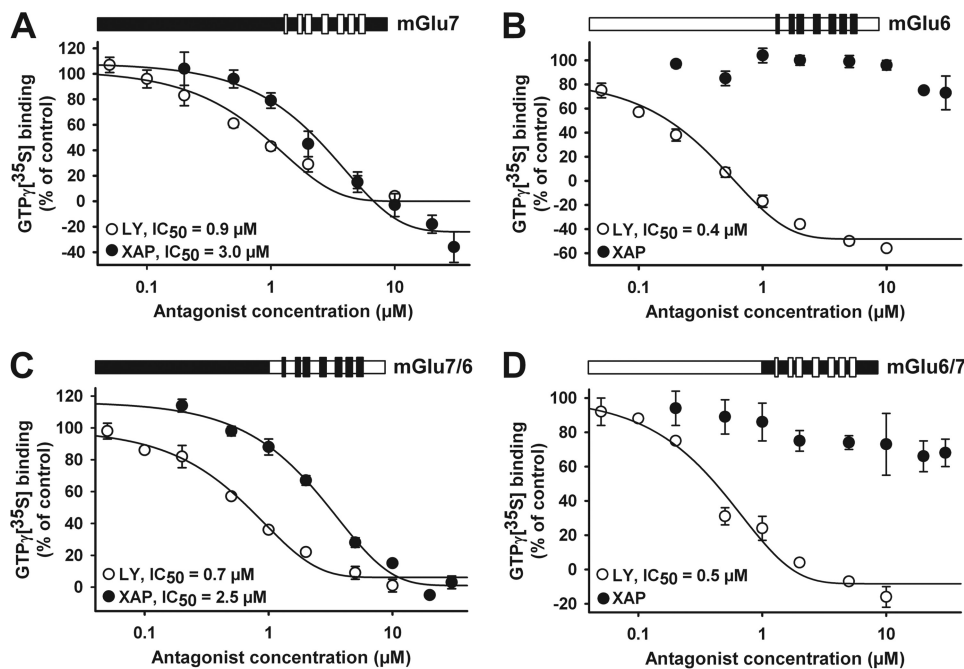 A
mGlu7
GTPγ[35S] binding
(% of control)
120
100
80
60
40
20
0
-20
-40
LY, IC50 = 0.9 µM
XAP, IC50 = 3.0 µM
0.1
1
10
Antagonist concentration (µM)
B
mGlu6
GTPγ[35S] binding
(% of control)
120
100
80
60
40
20
0
-20
-40
-60
LY, IC50 = 0.4 µM
XAP
0.1
1
10
Antagonist concentration (µM)
C
mGlu7/6
GTPγ[35S] binding
(% of control)
120
100
80
60
40
20
0
LY, IC50 = 0.7 µM
XAP, IC50 = 2.5 µM
0.1
1
10
Antagonist concentration (µM)
D
mGlu6/7
GTPγ[35S] binding
(% of control)
100
80
60
40
20
0
-20
LY, IC50 = 0.5 µM
XAP
0.1
1
10
Antagonist concentration (µM)